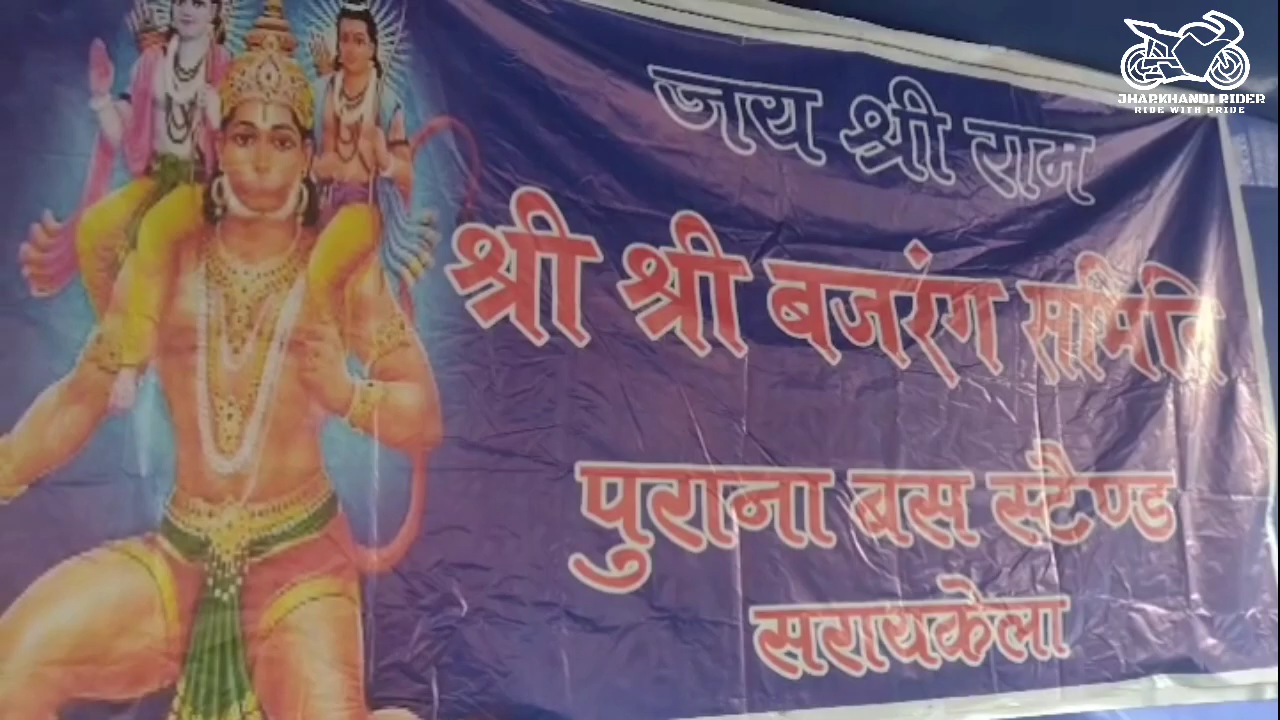 JHARKHANDI RIDER
RIDE WITH PRIDE
जय श्री राम
श्री श्री बजरंग समिति
पुराना बस स्टैण्ड
सरायकेला